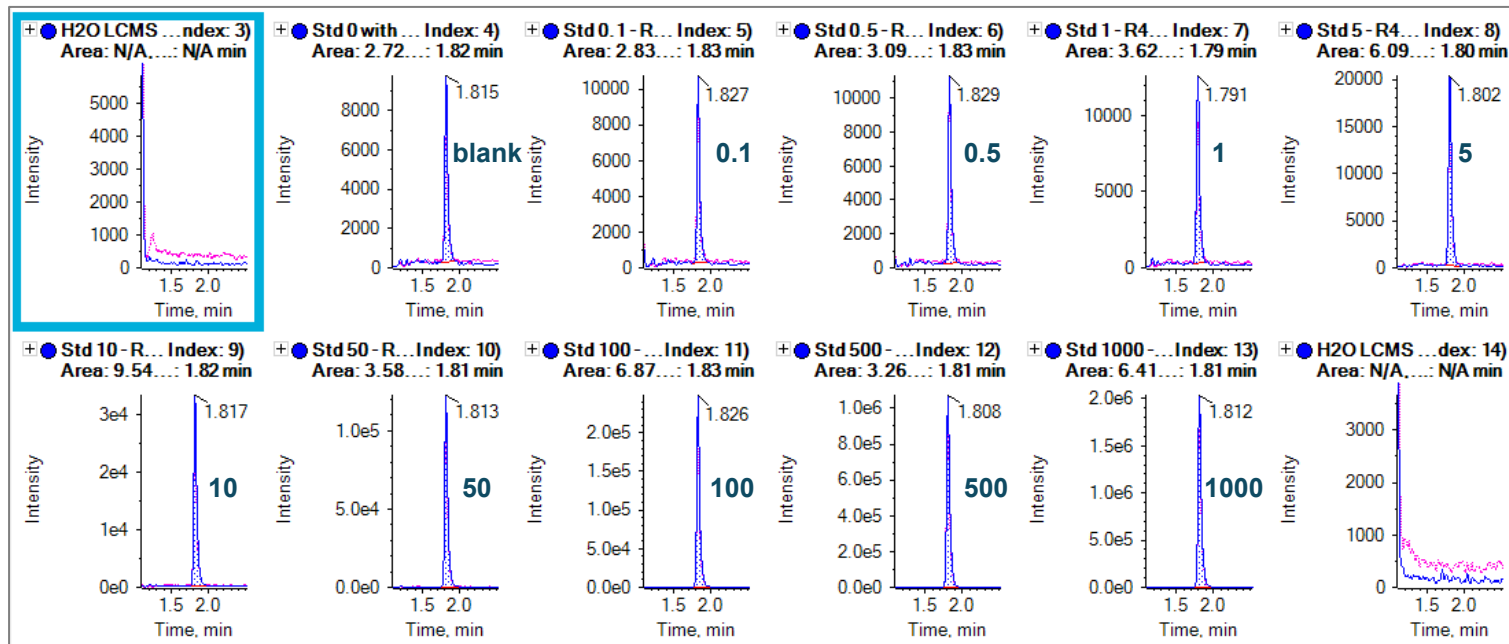 H2O LCMS ...ndex: 3)
Area: N/A....: N/A min
Intensity
5000
4000
3000
2000
1000
0
1.5 2.0
Time, min
Std 0 with ... Index: 4)
Area: 2.72...: 1.82 min
Intensity
1.815
8000
6000
4000
2000
0
blank
1.5 2.0
Time, min
Std 0.1 - R... Index: 5)
Area: 2.83...: 1.83 min
Intensity
1.827
10000
8000
6000
4000
2000
0
0.1
1.5 2.0
Time, min
Std 0.5 - R... Index: 6)
Area: 3.09...: 1.83 min
Intensity
1.829
10000
8000
6000
4000
2000
0
0.5
1.5 2.0
Time, min
Std 1 - R4... Index: 7)
Area: 3.62...: 1.79 min
Intensity
1.791
10000
5000
0
1
1.5 2.0
Time, min
Std 5 - R4... Index: 8)
Area: 6.09...: 1.80 min
Intensity
1.802
20000
15000
10000
5000
0
5
1.5 2.0
Time, min
Std 10 - R... Index: 9)
Area: 9.54...: 1.82 min
Intensity
1.817
3e4
2e4
1e4
0e0
10
1.5 2.0
Time, min
Std 50 - R... Index: 10)
Area: 3.58...: 1.81 min
Intensity
1.813
1.0e5
5.0e4
0.0e0
50
1.5 2.0
Time, min
Std 100 - ...Index: 11)
Area: 6.87...: 1.83 min
Intensity
1.826
2.0e5
1.5e5
1.0e5
5.0e4
0.0e0
100
1.5 2.0
Time, min
Std 500 - ...Index: 12)
Area: 3.26...: 1.81 min
Intensity
1.808
1.0e6
8.0e5
6.0e5
4.0e5
2.0e5
0.0e0
500
1.5 2.0
Time, min
Std 1000 - ...Index: 13)
Area: 6.41...: 1.81 min
Intensity
1.812
2.0e6
1.5e6
1.0e6
5.0e5
0.0e0
1000
1.5 2.0
Time, min
H2O LCMS ...dex: 14)
Area: N/A....: N/A min
Intensity
3000
2000
1000
0
1.5 2.0
Time, min